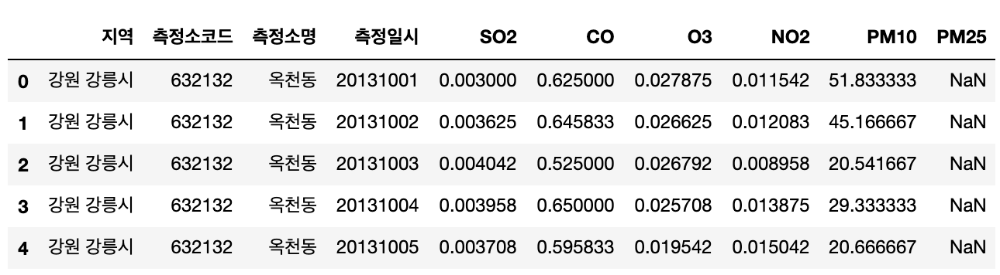 지역 측정소코드 측정소명 측정일시 SO2 CO O3 NO2 PM10 PM25
0 강원 강릉시 632132 옥천동 20131001 0.003000 0.625000 0.027875 0.011542 51.833333 NaN
1 강원 강릉시 632132 옥천동 20131002 0.003625 0.645833 0.026625 0.012083 45.166667 NaN
2 강원 강릉시 632132 옥천동 20131003 0.004042 0.525000 0.026792 0.008958 20.541667 NaN
3 강원 강릉시 632132 옥천동 20131004 0.003958 0.650000 0.025708 0.013875 29.333333 NaN
4 강원 강릉시 632132 옥천동 20131005 0.003708 0.595833 0.019542 0.015042 20.666667 NaN